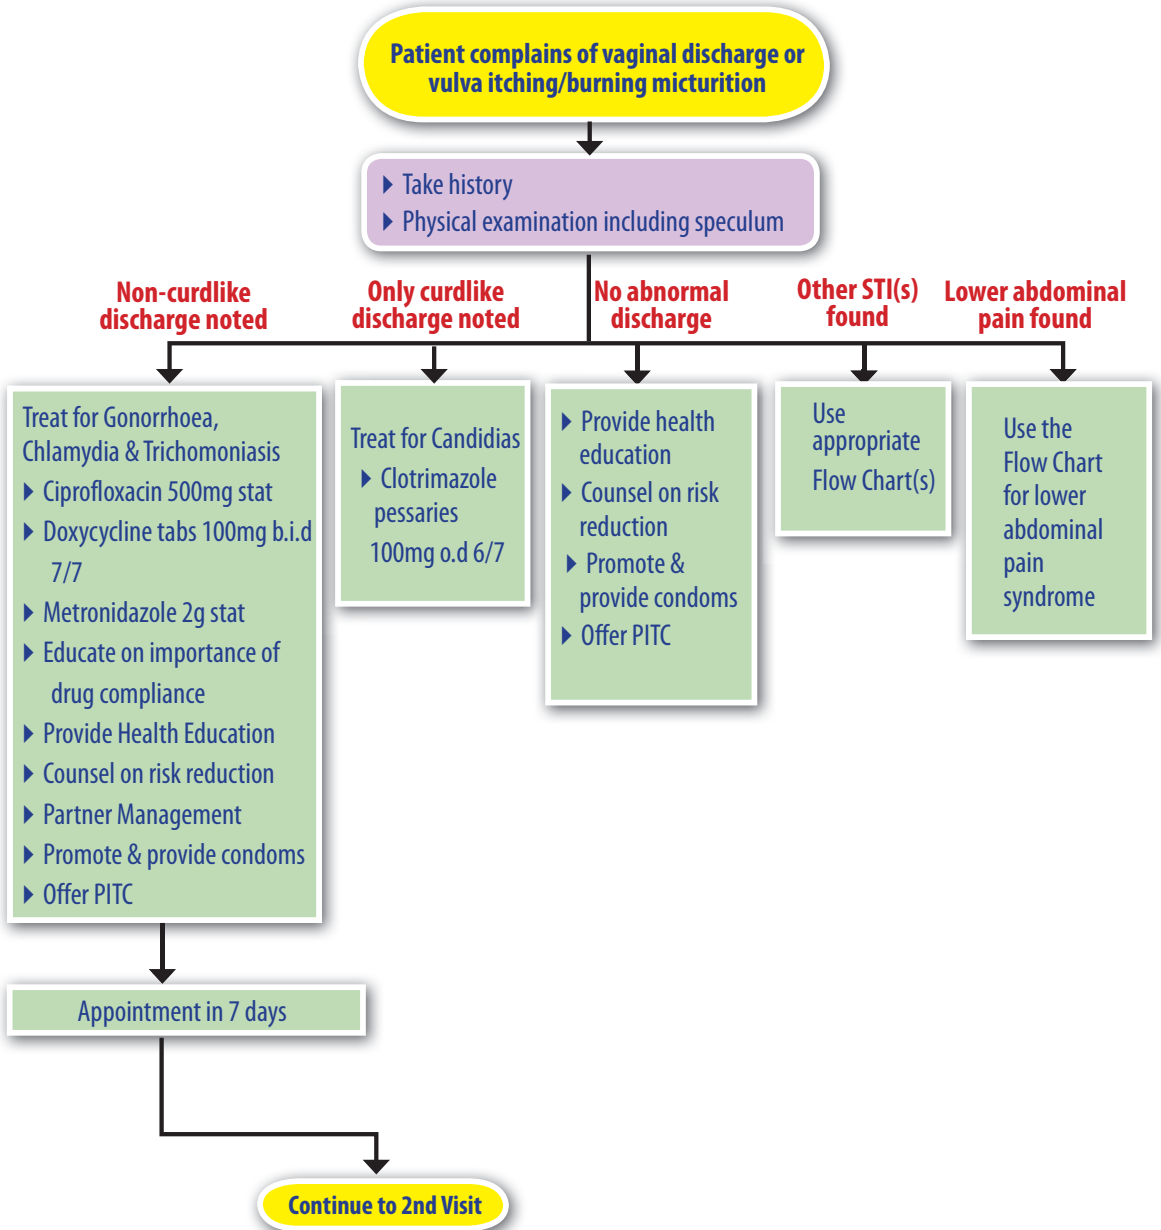 Patient complains of vaginal discharge or
vulva itching/burning micturition
Take history
Physical examination including speculum
Non-curdlike
discharge noted
Only curdlike
discharge noted
No abnormal
discharge
Other STI(s)
found
Lower abdominal
pain found
Treat for Gonorrhoea,
Chlamydia & Trichomoniasis
Ciprofloxacin 500mg stat
Doxycycline tabs 100mg b.i.d
7/7
Metronidazole 2g stat
Educate on importance of
drug compliance
Provide Health Education
Counsel on risk reduction
Partner Management
Promote & provide condoms
Offer PITC
Treat for Candidias
Clotrimazole
pessaries
100mg o.d 6/7
Provide health
education
Counsel on risk
reduction
Promote &
provide condoms
Offer PITC
Use
appropriate
Flow Chart(s)
Use the
Flow Chart
for lower
abdominal
pain
syndrome
Appointment in 7 days
Continue to 2nd Visit